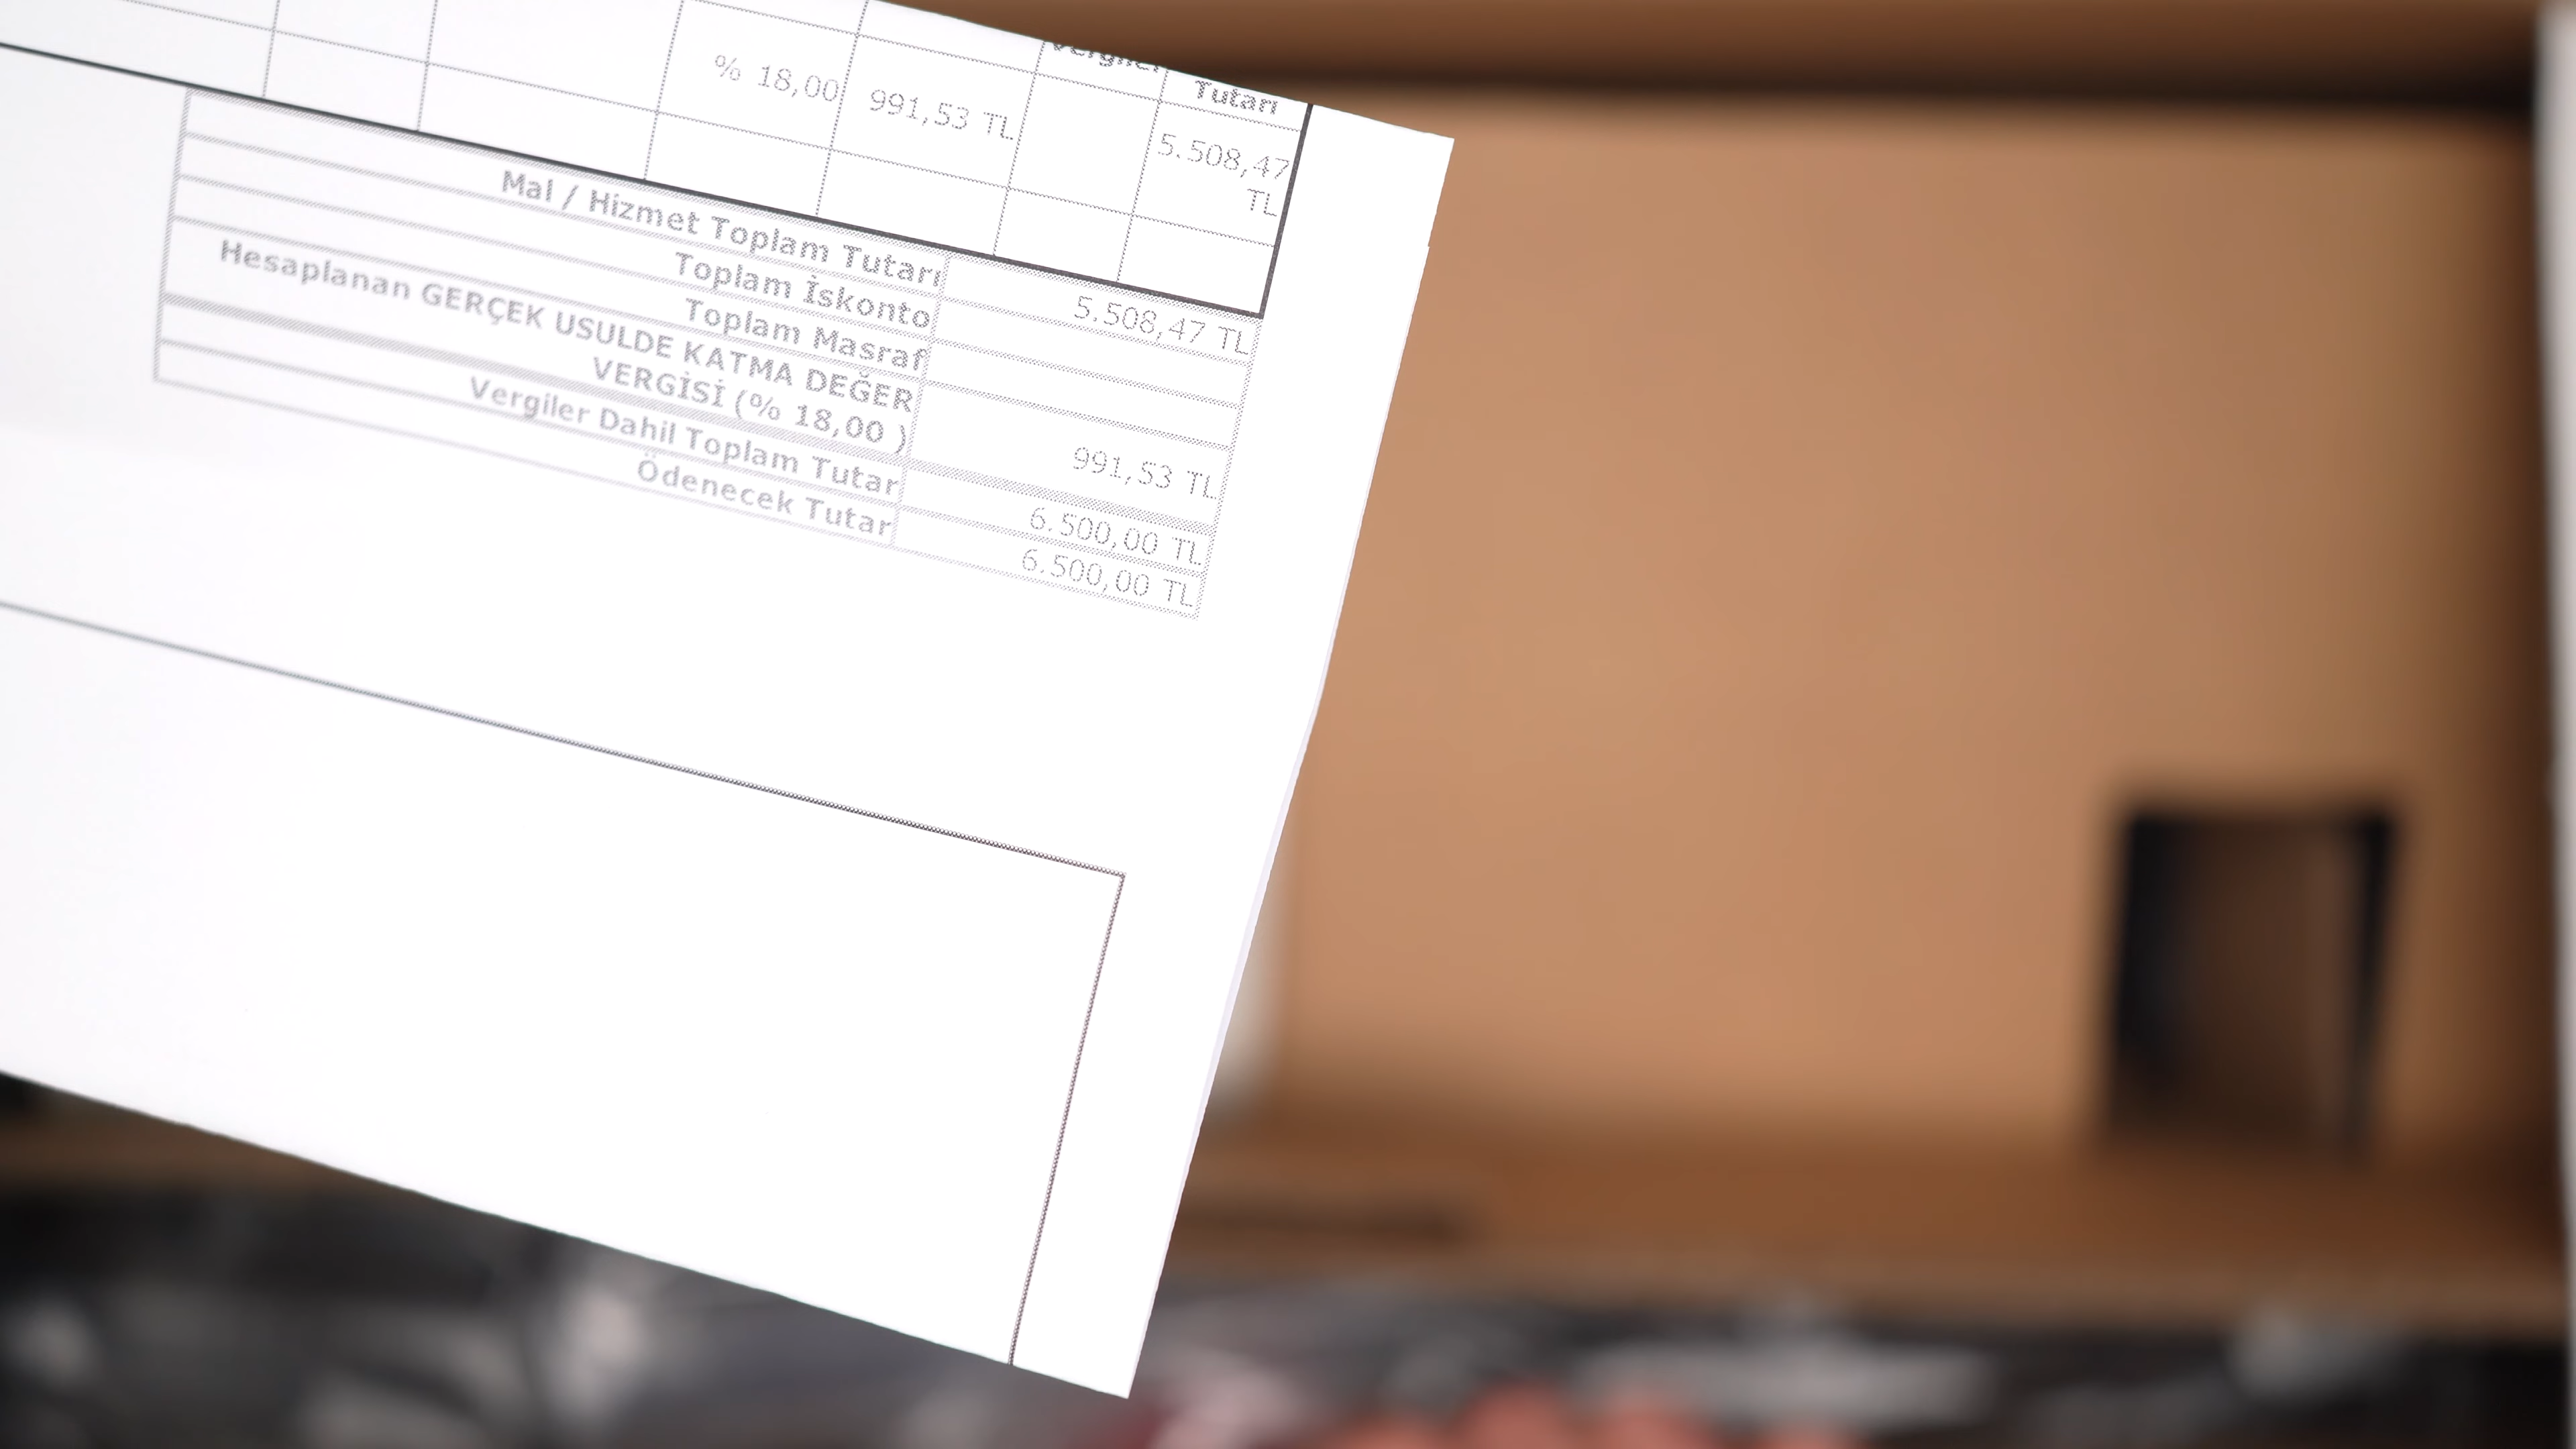 Vergiler
Tutarı
% 18,00 991,53 TL 5.508,47
TL
Mal / Hizmet Toplam Tutarı 5.508,47 TL
Toplam İskonto
Toplam Masraf
Hesaplanan GERÇEK USULDE KATMA DEĞER
VERGİSİ (% 18,00 ) 991,53 TL
Vergiler Dahil Toplam Tutar 6.500,00 TL
Ödenecek Tutar 6.500,00 TL